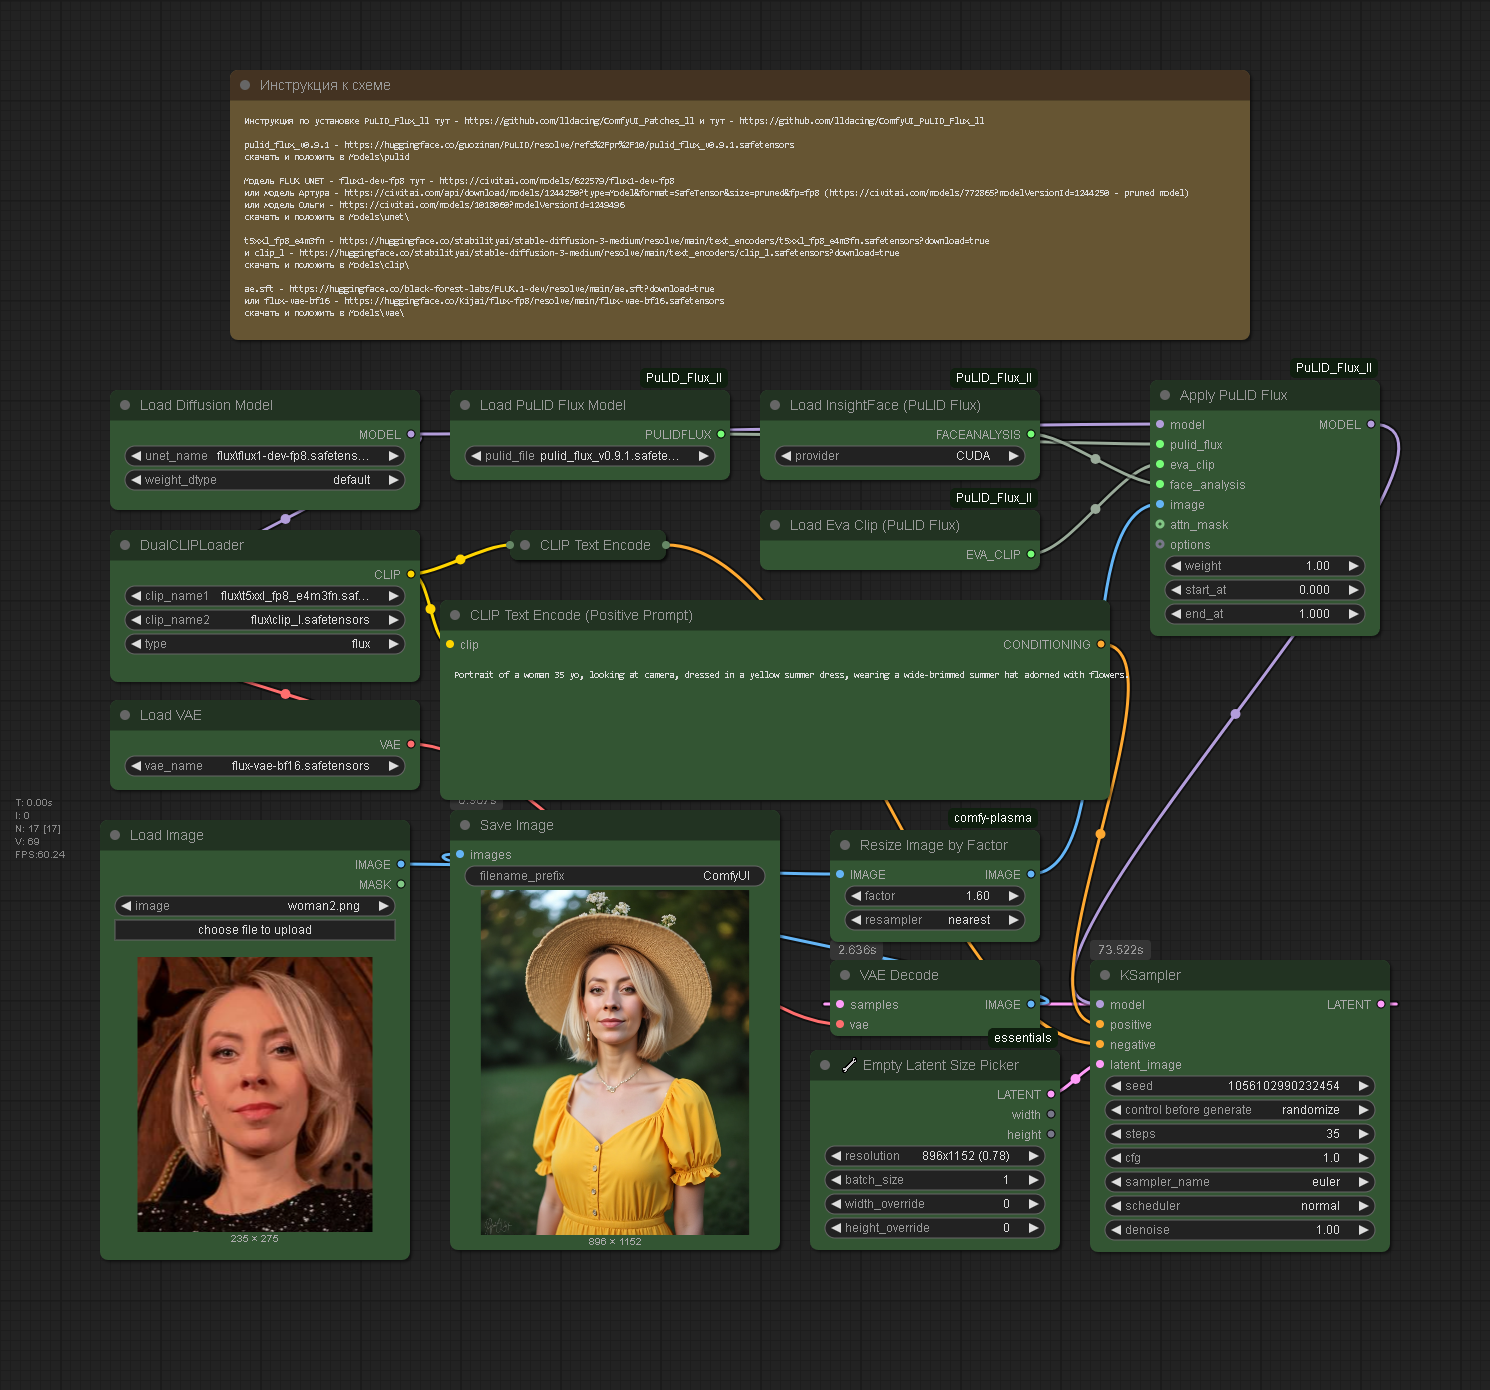 Инструкция к схеме
Инструкция по установке PuLID_Flux_ll тут - https://github.com/lldacing/ComfyUI_Patches_ll и тут - https://github.com/lldacing/ComfyUI_PuLID_Flux_ll
pulid_flux_v0.9.1 - https://huggingface.co/guozinan/PuLID/resolve/refs%2Fpr%2F10/pulid_flux_v0.9.1.safetensors
скачать и положить в Models\pulid
Модель FLUX UNET - flux1-dev-fp8 тут - https://civitai.com/models/622579/flux1-dev-fp8
или модель Артура - https://civitai.com/api/download/models/1244250?type=Model&format=SafeTensor&size=pruned&fp=fp8 (https://civitai.com/models/772865?modelVersionId=1244250 - pruned model)
или модель Ольги - https://civitai.com/models/1018060?modelVersionId=1249496
скачать и положить в Models\unet\
t5xxl_fp8_e4m3fn - https://huggingface.co/stabilityai/stable-diffusion-3-medium/resolve/main/text_encoders/t5xxl_fp8_e4m3fn.safetensors?download=true
и clip_l - https://huggingface.co/stabilityai/stable-diffusion-3-medium/resolve/main/text_encoders/clip_l.safetensors?download=true
скачать и положить в Models\clip\
ae.sft - https://huggingface.co/black-forest-labs/FLUX.1-dev/resolve/main/ae.sft?download=true
или flux-vae-bf16 - https://huggingface.co/Kijai/flux-fp8/resolve/main/flux-vae-bf16.safetensors
скачать и положить в Models\vae\
Load Diffusion Model
MODEL
unet_name flux\flux1-dev-fp8.safetens...
weight_dtype default
PuLID_Flux_ll
Load PuLID Flux Model
PULIDFLUX
pulid_file pulid_flux_v0.9.1.safete...
PuLID_Flux_ll
Load InsightFace (PuLID Flux)
FACEANALYSIS
provider CUDA
PuLID_Flux_ll
Load Eva Clip (PuLID Flux)
EVA_CLIP
PuLID_Flux_ll
Apply PuLID Flux
model MODEL
pulid_flux
eva_clip
face_analysis
image
attn_mask
options
weight 1.00
start_at 0.000
end_at 1.000
DualCLIPLoader
CLIP
clip_name1 flux\t5xxl_fp8_e4m3fn.saf...
clip_name2 flux\clip_l.safetensors
type flux
CLIP Text Encode
CLIP Text Encode (Positive Prompt)
clip CONDITIONING
Portrait of a woman 35 yo, looking at camera, dressed in a yellow summer dress, wearing a wide-brimmed summer hat adorned with flowers.
Load VAE
VAE
vae_name flux-vae-bf16.safetensors
T: 0.00s
I: 0
N: 17 [17]
V: 69
FPS:60.24
Load Image
IMAGE
MASK
image woman2.png
choose file to upload
235 × 275
Save Image
images
filename_prefix ComfyUI
896 × 1152
comfy-plasma
Resize Image by Factor
IMAGE IMAGE
factor 1.60
resampler nearest
2.636s
VAE Decode
samples IMAGE
vae
essentials
Empty Latent Size Picker
LATENT
width
height
resolution 896x1152 (0.78)
batch_size 1
width_override 0
height_override 0
73.522s
KSampler
model LATENT
positive
negative
latent_image
seed 1056102990232454
control before generate randomize
steps 35
cfg 1.0
sampler_name euler
scheduler normal
denoise 1.00